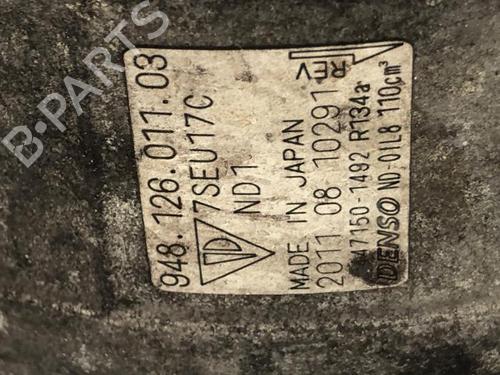 B-PARTS
948.126.011.03
7SEU17C
ND1
MADE IN JAPAN
2011 08 10291
REV
47150-1492 R134a
DENSO ND-OIL8 110cm³